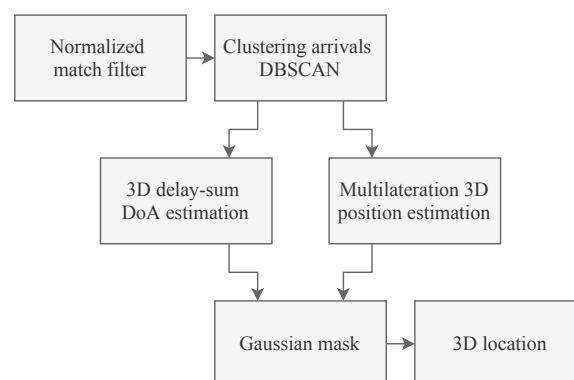 Normalized
match filter
Clustering arrivals
DBSCAN
3D delay-sum
DoA estimation
Multilateration 3D
position estimation
Gaussian mask
3D location